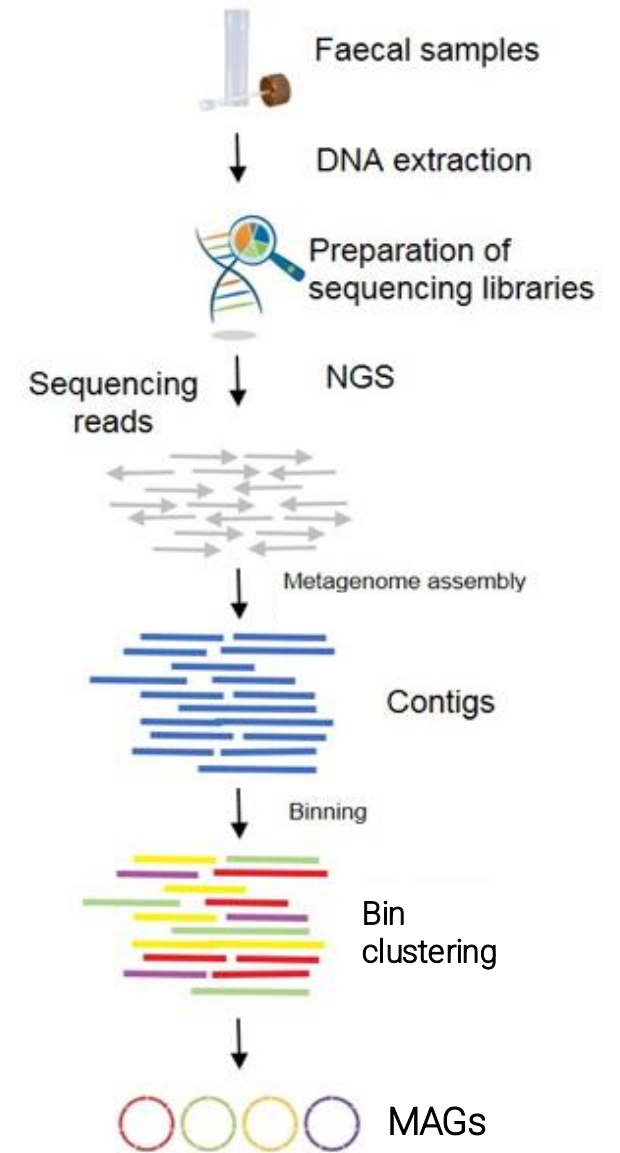 Faecal samples
DNA extraction
Preparation of
sequencing libraries
NGS
Sequencing
reads
Metagenome assembly
Contigs
Binning
Bin
clustering
MAGs